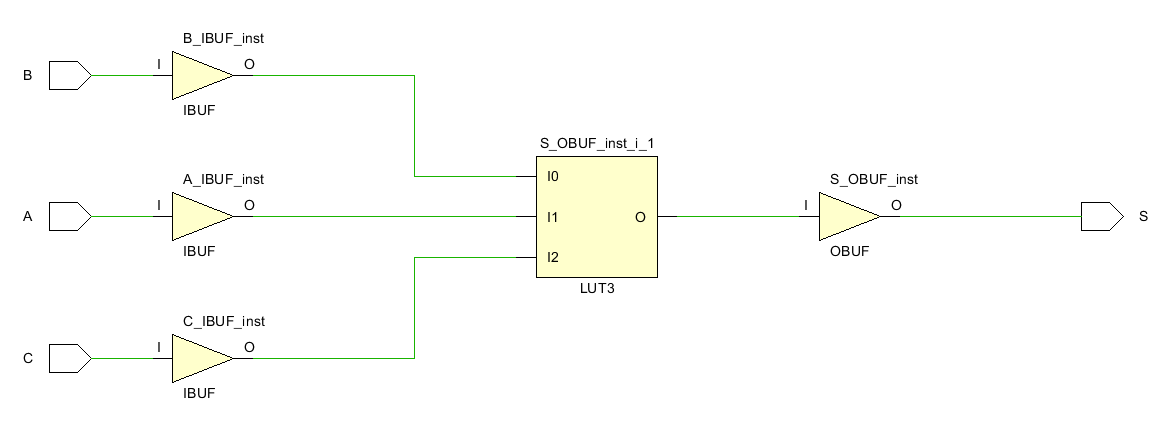 B_IBUF_inst
B
I
O
IBUF
S_OBUF_inst_i_1
A_IBUF_inst
S_OBUF_inst
I0
A
I
O
I1
O
I
O
S
IBUF
I2
OBUF
LUT3
C_IBUF_inst
C
I
O
IBUF